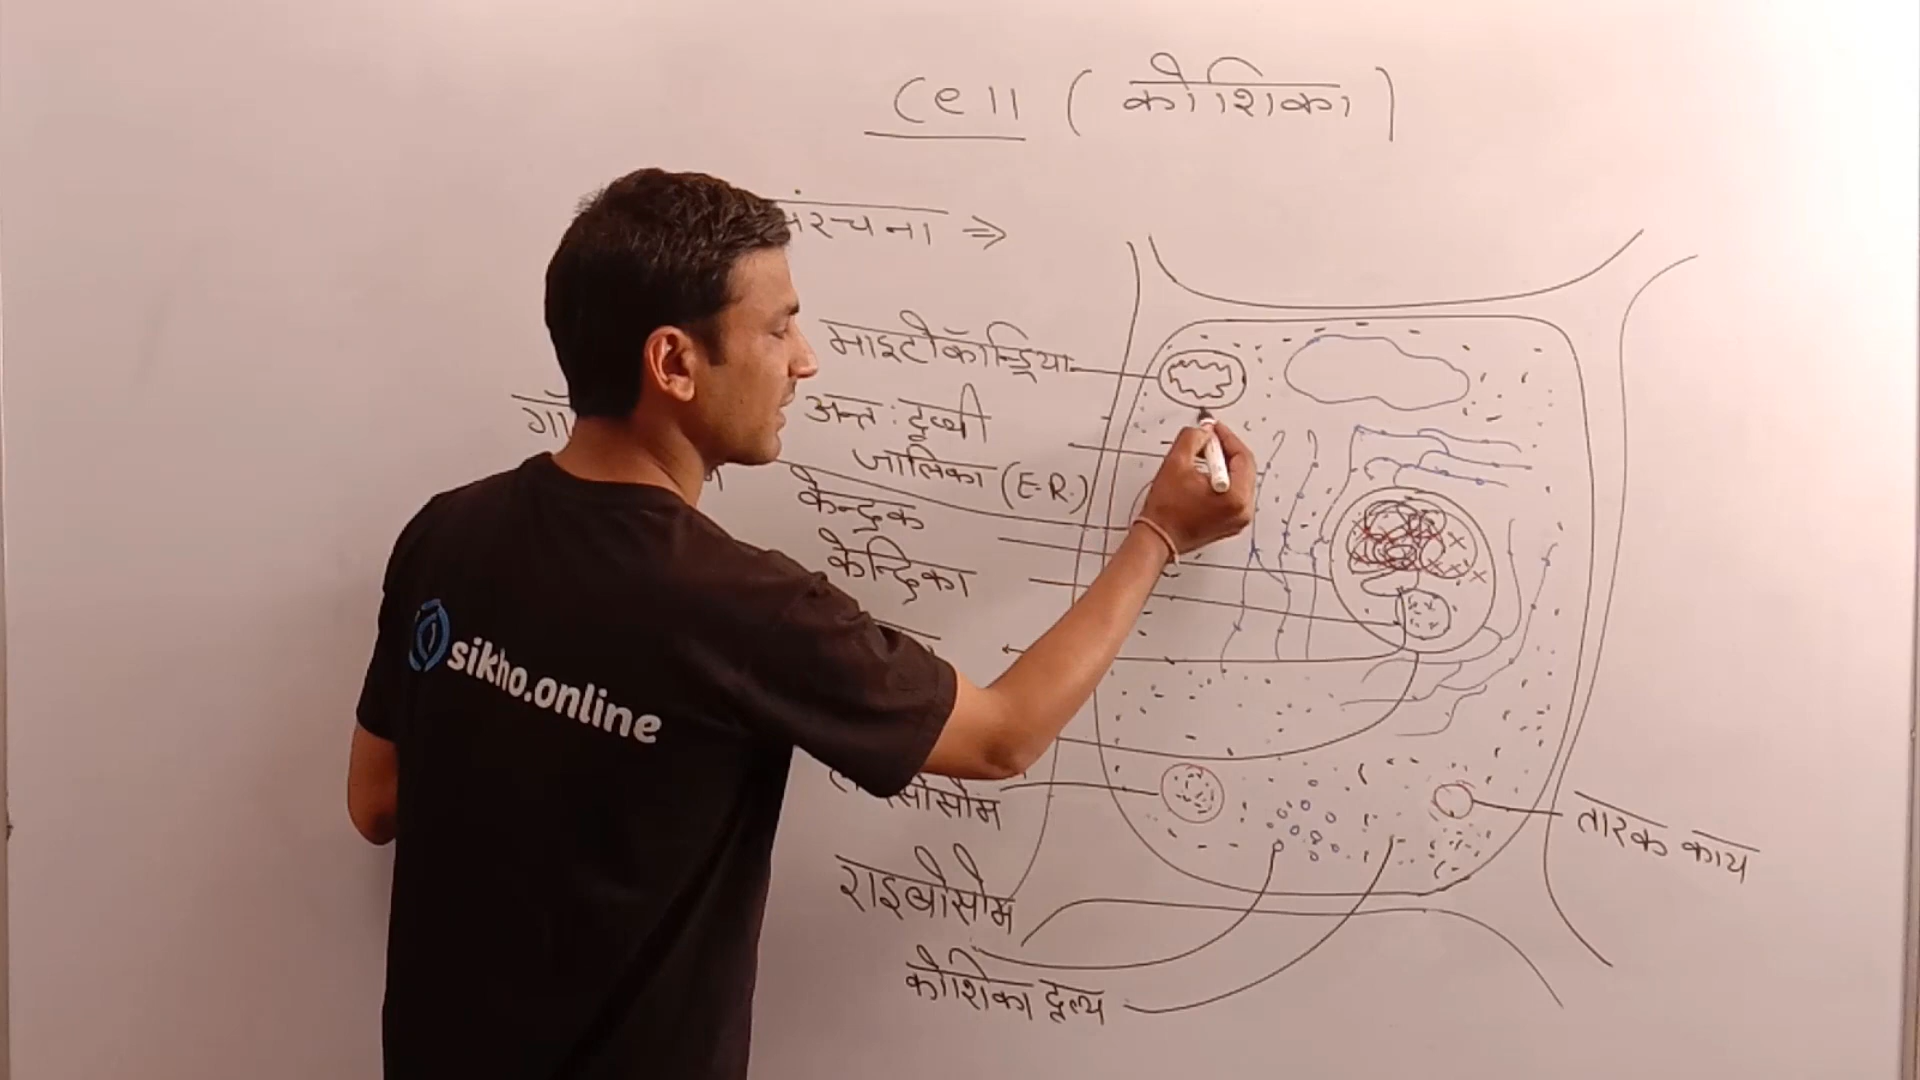 Cell ( कोशिका )
संरचना ⇒
माइटोकॉन्ड्रिया
अन्तः द्रव्यी
जालिका (E.R.)
केन्द्रक
केन्द्रिका
राइबोसोम
कोशिका द्रव्य
तारक काय
sikho.online